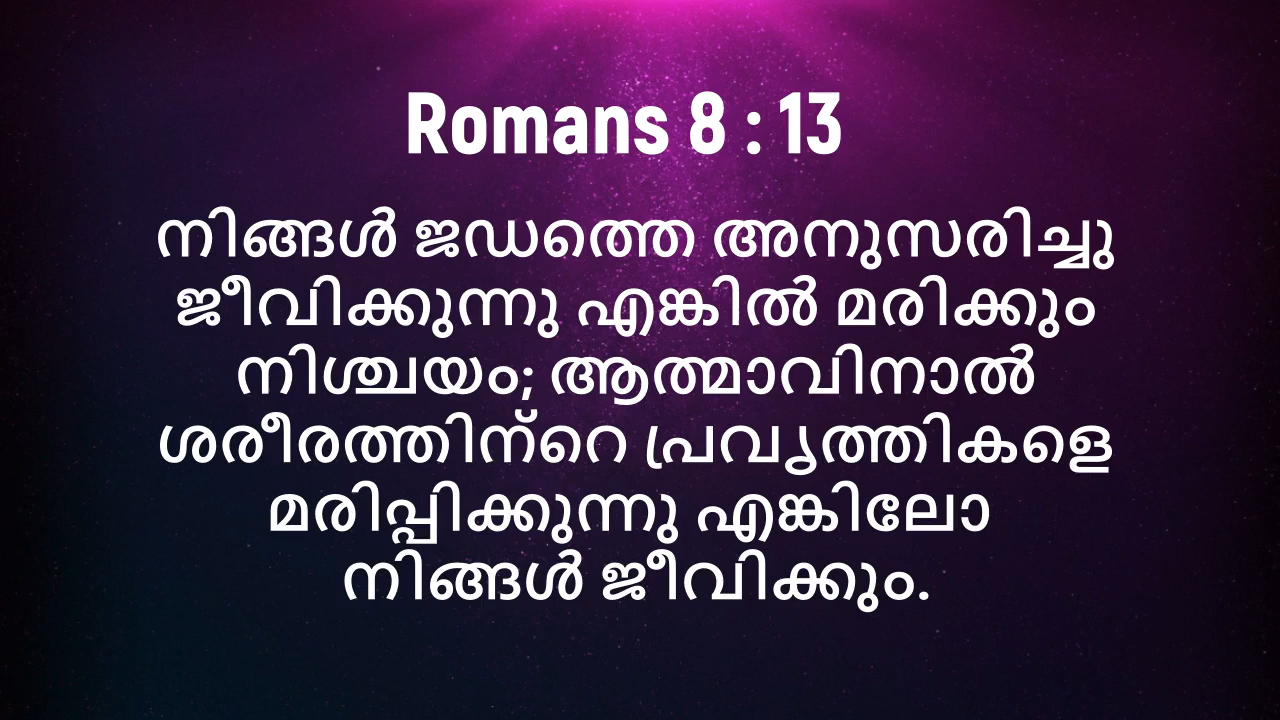 Romans 8 : 13
നിങ്ങൾ ജഡത്തെ അനുസരിച്ചു
ജീവിക്കുന്നു എങ്കിൽ മരിക്കും
നിശ്ചയം; ആത്മാവിനാൽ
ശരീരത്തിന്റെ പ്രവൃത്തികളെ
മരിപ്പിക്കുന്നു എങ്കിലോ
നിങ്ങൾ ജീവിക്കും.